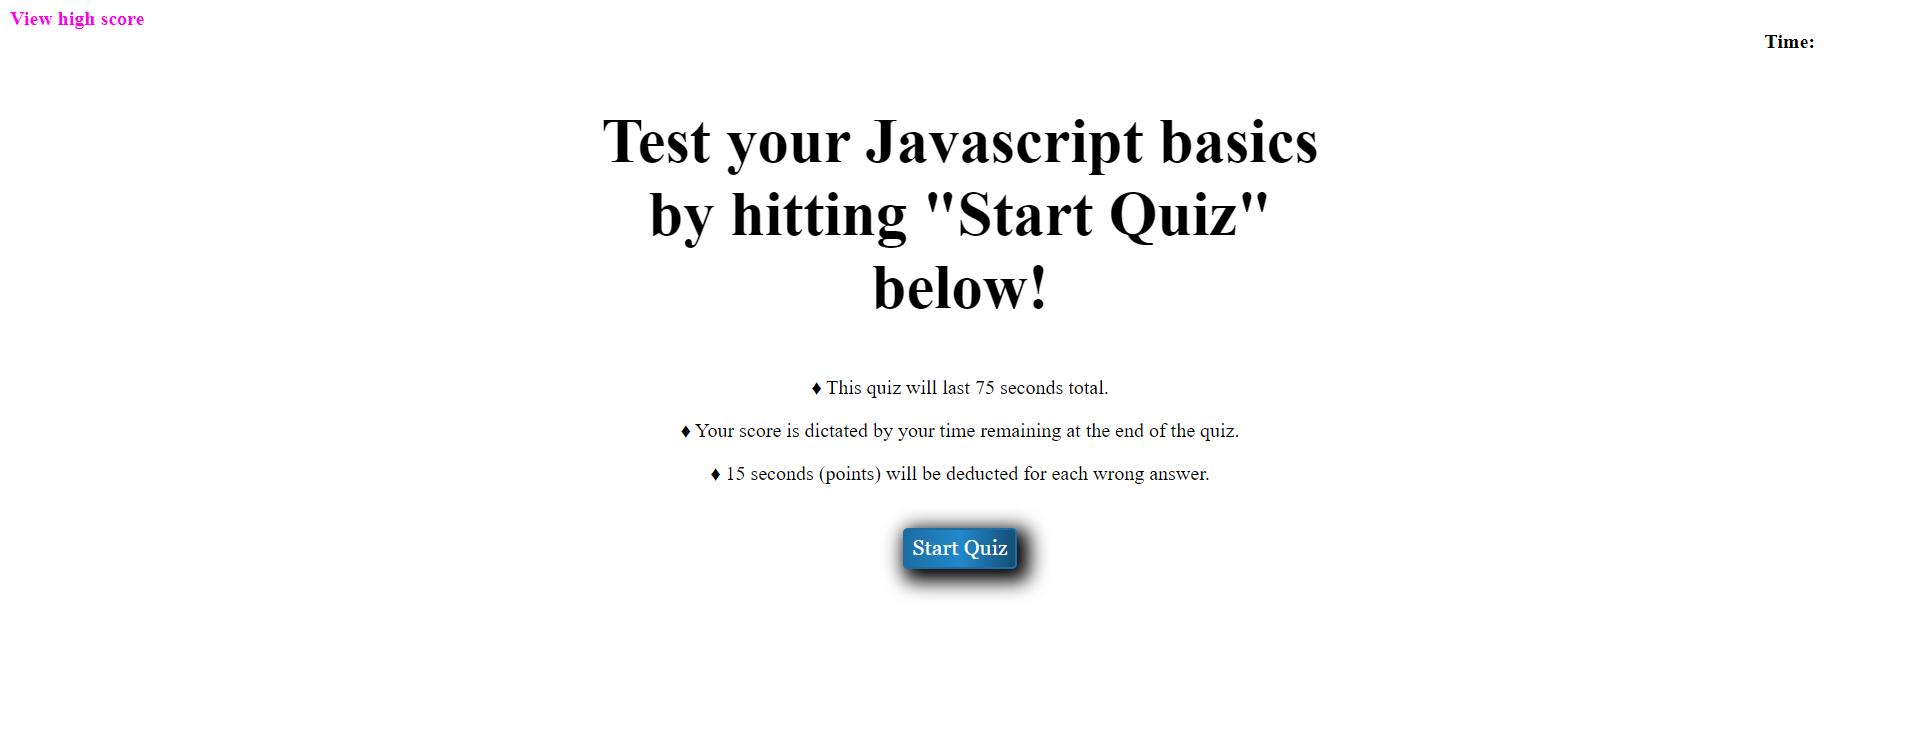 View high score
Time:
Test your Javascript basics
by hitting "Start Quiz"
below!
♦ This quiz will last 75 seconds total.
♦ Your score is dictated by your time remaining at the end of the quiz.
♦ 15 seconds (points) will be deducted for each wrong answer.
Start Quiz